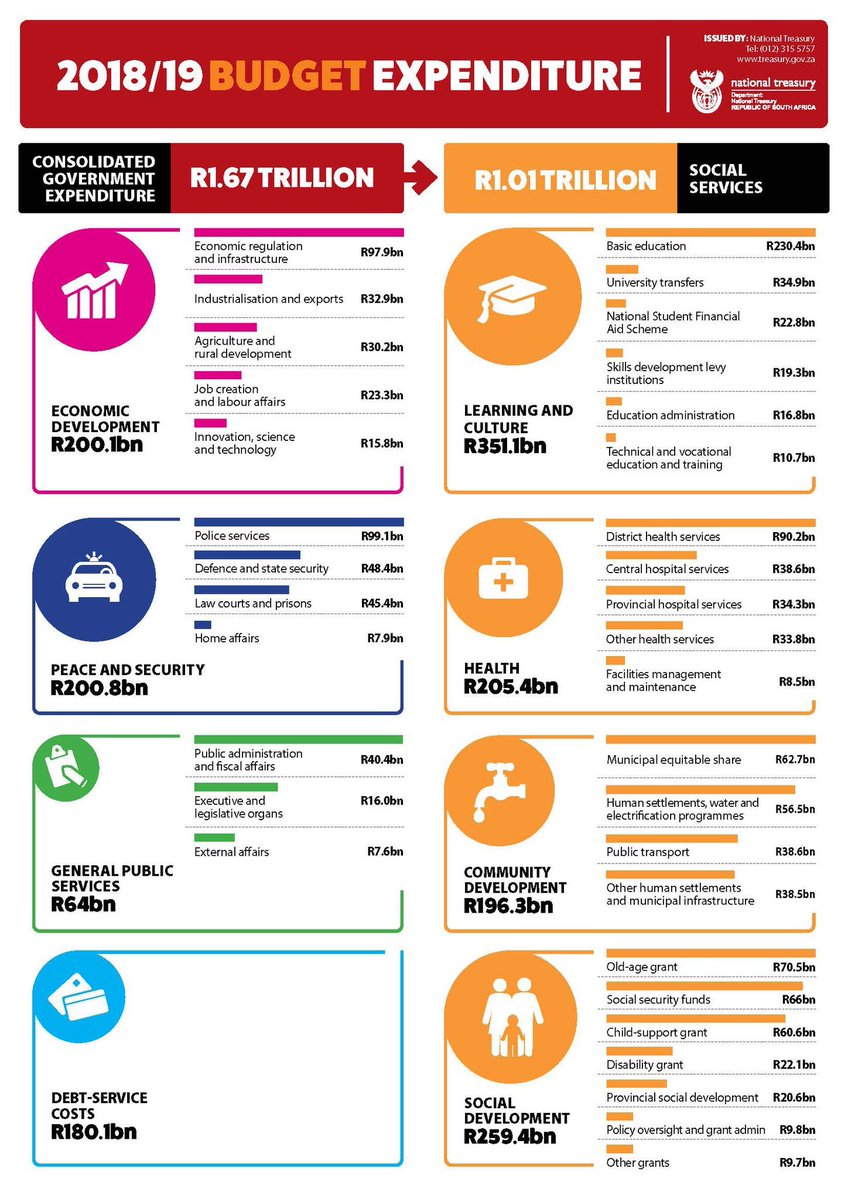 2018/19 BUDGET EXPENDITURE
ISSUED BY: National Treasury
Tel: (012) 315 5757
www.treasury.gov.za
national treasury
Department:
National Treasury
REPUBLIC OF SOUTH AFRICA
CONSOLIDATED
GOVERNMENT
EXPENDITURE
R1.67 TRILLION
R1.01 TRILLION
SOCIAL
SERVICES
ECONOMIC
DEVELOPMENT
R200.1bn
Economic regulation
and infrastructure R97.9bn
Industrialisation and exports R32.9bn
Agriculture and
rural development R30.2bn
Job creation
and labour affairs R23.3bn
Innovation, science
and technology R15.8bn
PEACE AND SECURITY
R200.8bn
Police services R99.1bn
Defence and state security R48.4bn
Law courts and prisons R45.4bn
Home affairs R7.9bn
GENERAL PUBLIC
SERVICES
R64bn
Public administration
and fiscal affairs R40.4bn
Executive and
legislative organs R16.0bn
External affairs R7.6bn
DEBT-SERVICE
COSTS
R180.1bn
LEARNING AND
CULTURE
R351.1bn
Basic education R230.4bn
University transfers R34.9bn
National Student Financial
Aid Scheme R22.8bn
Skills development levy
institutions R19.3bn
Education administration R16.8bn
Technical and vocational
education and training R10.7bn
HEALTH
R205.4bn
District health services R90.2bn
Central hospital services R38.6bn
Provincial hospital services R34.3bn
Other health services R33.8bn
Facilities management
and maintenance R8.5bn
COMMUNITY
DEVELOPMENT
R196.3bn
Municipal equitable share R62.7bn
Human settlements, water and
electrification programmes R56.5bn
Public transport R38.6bn
Other human settlements
and municipal infrastructure R38.5bn
SOCIAL
DEVELOPMENT
R259.4bn
Old-age grant R70.5bn
Social security funds R66bn
Child-support grant R60.6bn
Disability grant R22.1bn
Provincial social development R20.6bn
Policy oversight and grant admin R9.8bn
Other grants R9.7bn